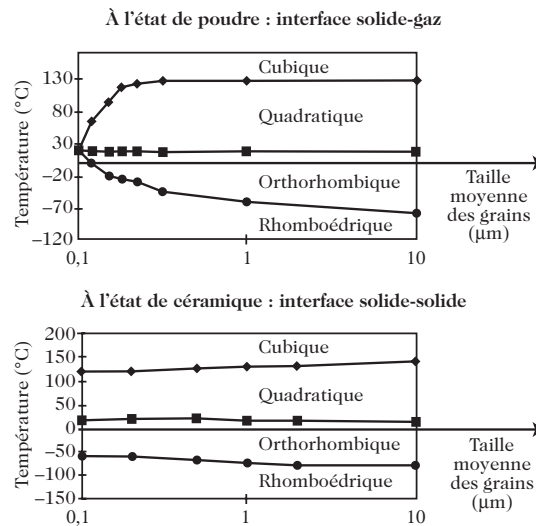 À l'état de poudre : interface solide-gaz
Température (°C)
130
80
30
0
−20
−70
−120
Cubique
Quadratique
Orthorhombique
Rhomboédrique
0,1
1
10
Taille
moyenne
des grains
(µm)
À l'état de céramique : interface solide-solide
Température (°C)
200
150
100
50
0
−50
−100
−150
Cubique
Quadratique
Orthorhombique
Rhomboédrique
0,1
1
10
Taille
moyenne
des grains
(µm)